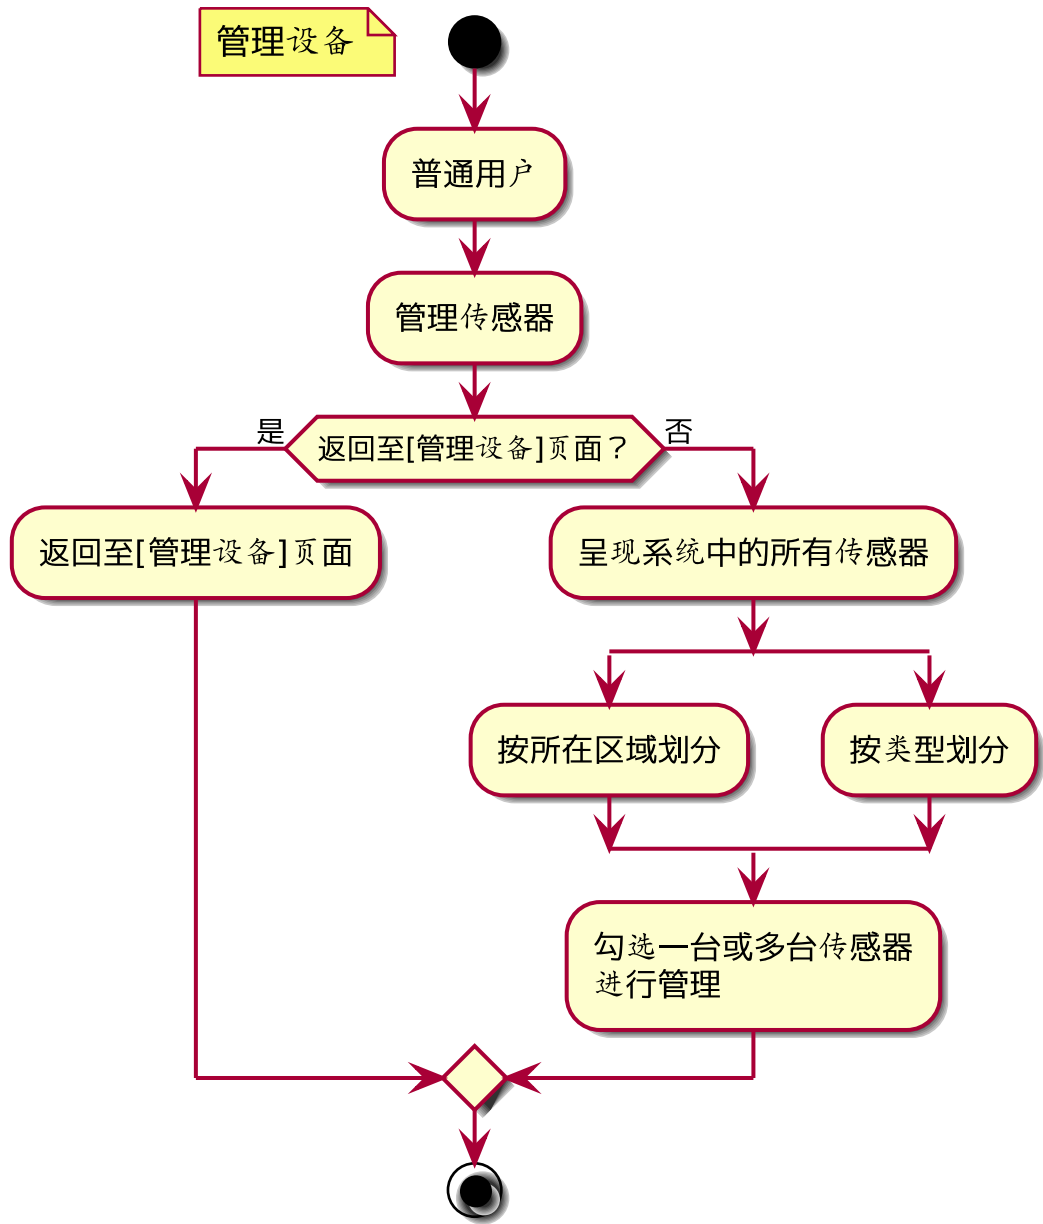 管理设备
普通用户
管理传感器
是
返回至[管理设备]页面？
否
返回至[管理设备]页面
呈现系统中的所有传感器
按所在区域划分
按类型划分
勾选一台或多台传感器
进行管理